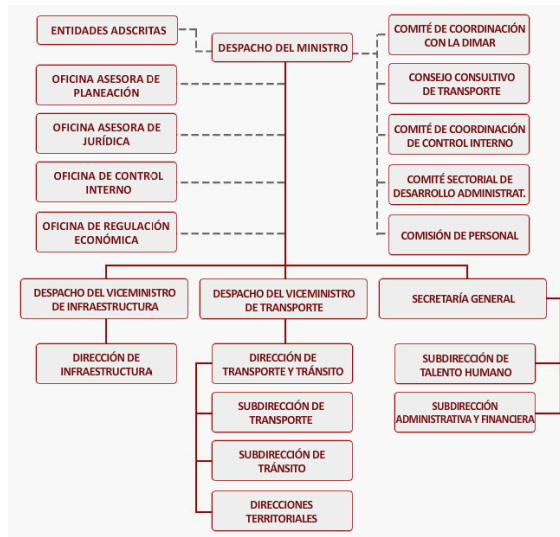 ENTIDADES ADSCRITAS
DESPACHO DEL MINISTRO
COMITÉ DE COORDINACIÓN
CON LA DIMAR
OFICINA ASESORA DE
PLANEACIÓN
CONSEJO CONSULTIVO
DE TRANSPORTE
OFICINA ASESORA DE
JURÍDICA
COMITÉ DE COORDINACIÓN
DE CONTROL INTERNO
OFICINA DE CONTROL
INTERNO
COMITÉ SECTORIAL DE
DESARROLLO ADMINISTRAT.
OFICINA DE REGULACIÓN
ECONÓMICA
COMISIÓN DE PERSONAL
DESPACHO DEL VICEMINISTRO
DE INFRAESTRUCTURA
DESPACHO DEL VICEMINISTRO
DE TRANSPORTE
SECRETARÍA GENERAL
DIRECCIÓN DE
INFRAESTRUCTURA
DIRECCIÓN DE
TRANSPORTE Y TRÁNSITO
SUBDIRECCIÓN DE
TALENTO HUMANO
SUBDIRECCIÓN DE
TRANSPORTE
SUBDIRECCIÓN
ADMINISTRATIVA Y FINANCIERA
SUBDIRECCIÓN DE
TRÁNSITO
DIRECCIONES
TERRITORIALES